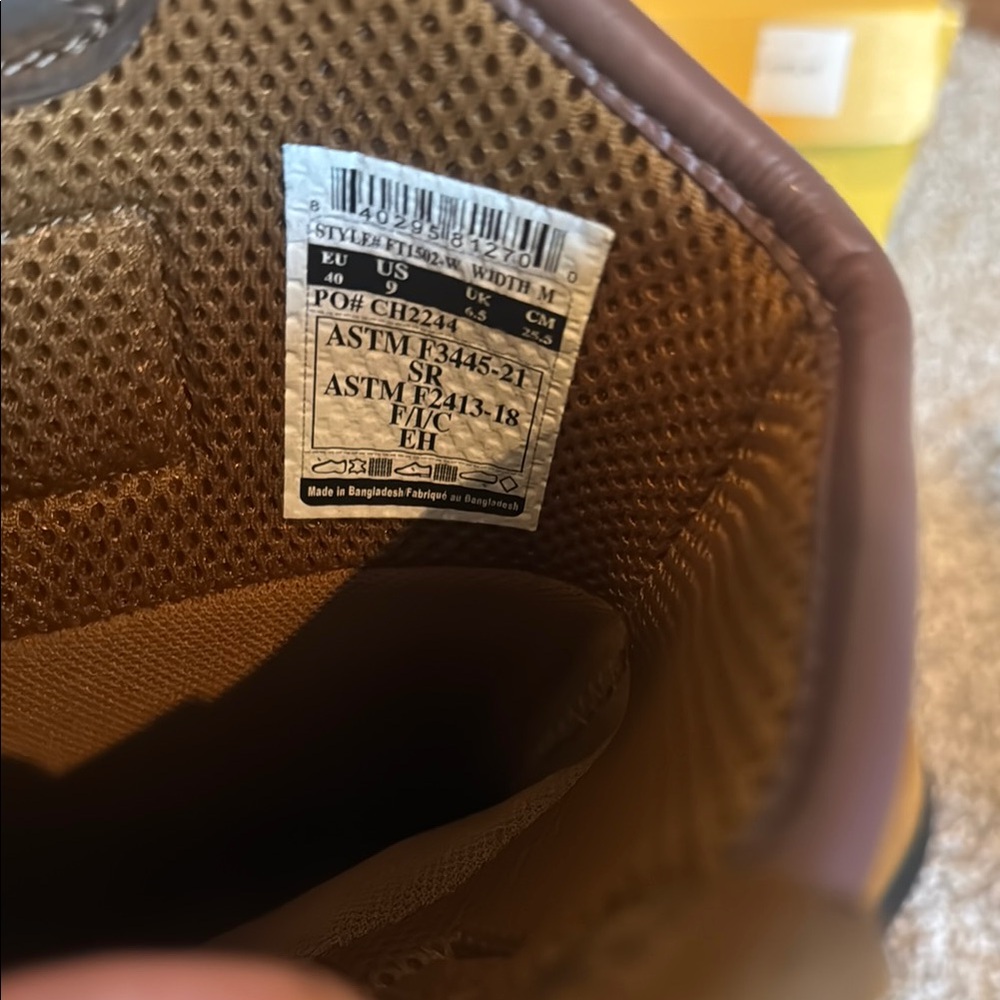 8 40295 81270 0
STYLE# FT1502-W WIDTH M
EU US UK CM
40 9 6.5 25.5
PO# CH2244
ASTM F3445-21
SR
ASTM F2413-18
F/I/C
EH
Made in Bangladesh/Fabriqué au Bangladesh